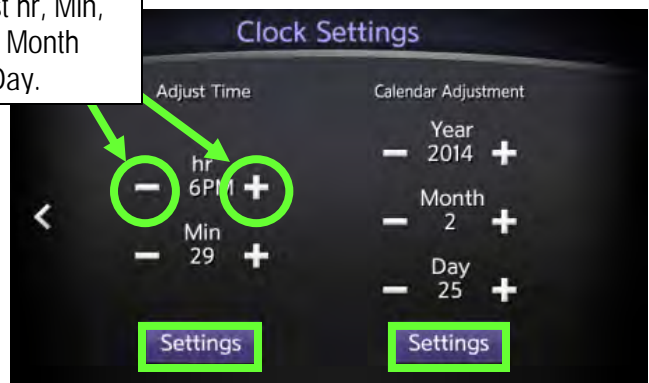 hr, Min,
Month
Day.
Clock Settings
Adjust Time
hr
− 6PM +
Min
− 29 +
Settings
Calendar Adjustment
Year
− 2014 +
Month
− 2 +
Day
− 25 +
Settings
<